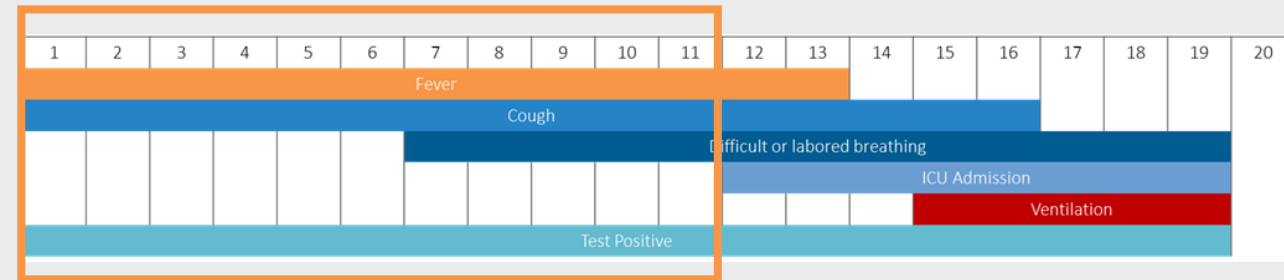 1 2 3 4 5 6 7 8 9 10 11 12 13 14 15 16 17 18 19 20
Fever
Cough
Difficult or labored breathing
ICU Admission
Ventilation
Test Positive